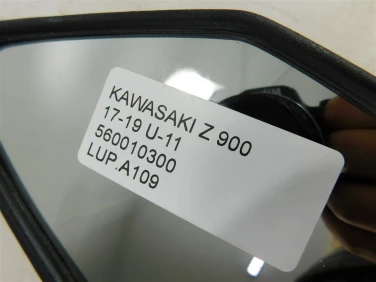 KAWASAKI Z 900
17-19 U-11
560010300
LUP.A109